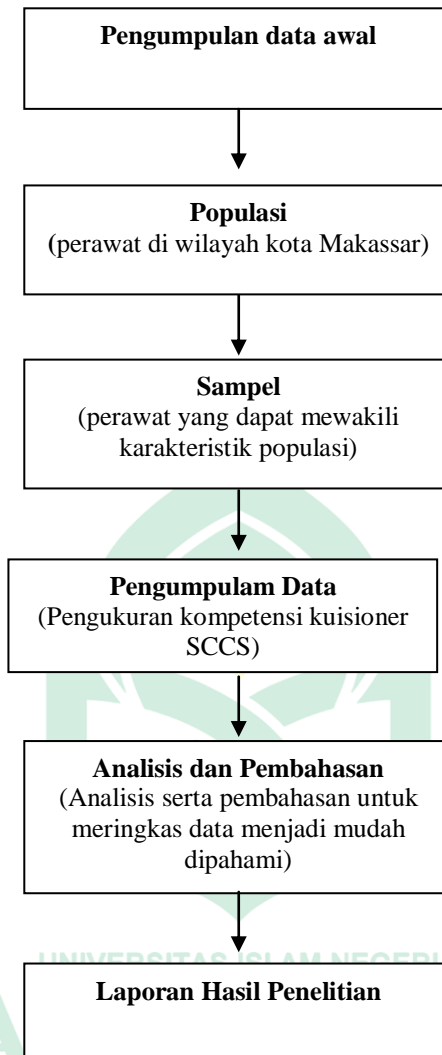 Pengumpulan data awal
Populasi
(perawat di wilayah kota Makassar)
Sampel
(perawat yang dapat mewakili
karakteristik populasi)
Pengumpulam Data
(Pengukuran kompetensi kuisioner
SCCS)
Analisis dan Pembahasan
(Analisis serta pembahasan untuk
meringkas data menjadi mudah
dipahami)
UNIVERSITAS ISLAM NEGERI
Laporan Hasil Penelitian